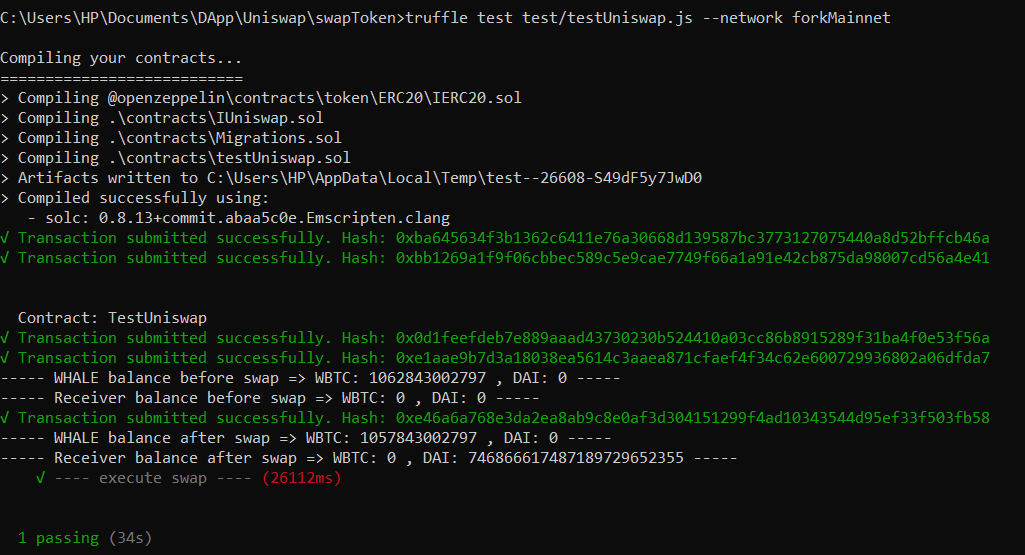 C:\Users\HP\Documents\DApp\Uniswap\swapToken>truffle test test/testUniswap.js --network forkMainnet
Compiling your contracts...
===========================
> Compiling @openzeppelin\contracts\token\ERC20\IERC20.sol
> Compiling .\contracts\IUniswap.sol
> Compiling .\contracts\Migrations.sol
> Compiling .\contracts\testUniswap.sol
> Artifacts written to C:\Users\HP\AppData\Local\Temp\test--26608-S49dF5y7JwD0
> Compiled successfully using:
- solc: 0.8.13+commit.abaa5c0e.Emscripten.clang
√ Transaction submitted successfully. Hash: 0xba645634f3b1362c6411e76a30668d139587bc3773127075440a8d52bffcb46a
√ Transaction submitted successfully. Hash: 0xbb1269a1f9f06cbbec589c5e9cae7749f66a1a91e42cb875da98007cd56a4e41
Contract: TestUniswap
√ Transaction submitted successfully. Hash: 0x0d1feefdeb7e889aaad43730230b524410a03cc86b8915289f31ba4f0e53f56a
√ Transaction submitted successfully. Hash: 0xe1aae9b7d3a18038ea5614c3aaea871cfaef4f34c62e600729936802a06dfda7
----- WHALE balance before swap => WBTC: 1062843002797 , DAI: 0 -----
----- Receiver balance before swap => WBTC: 0 , DAI: 0 -----
√ Transaction submitted successfully. Hash: 0xe46a6a768e3da2ea8ab9c8e0af3d304151299f4ad10343544d95ef33f503fb58
----- WHALE balance after swap => WBTC: 1057843002797 , DAI: 0 -----
----- Receiver balance after swap => WBTC: 0 , DAI: 746866617487189729652355 -----
√ ---- execute swap ---- (26112ms)
1 passing (34s)